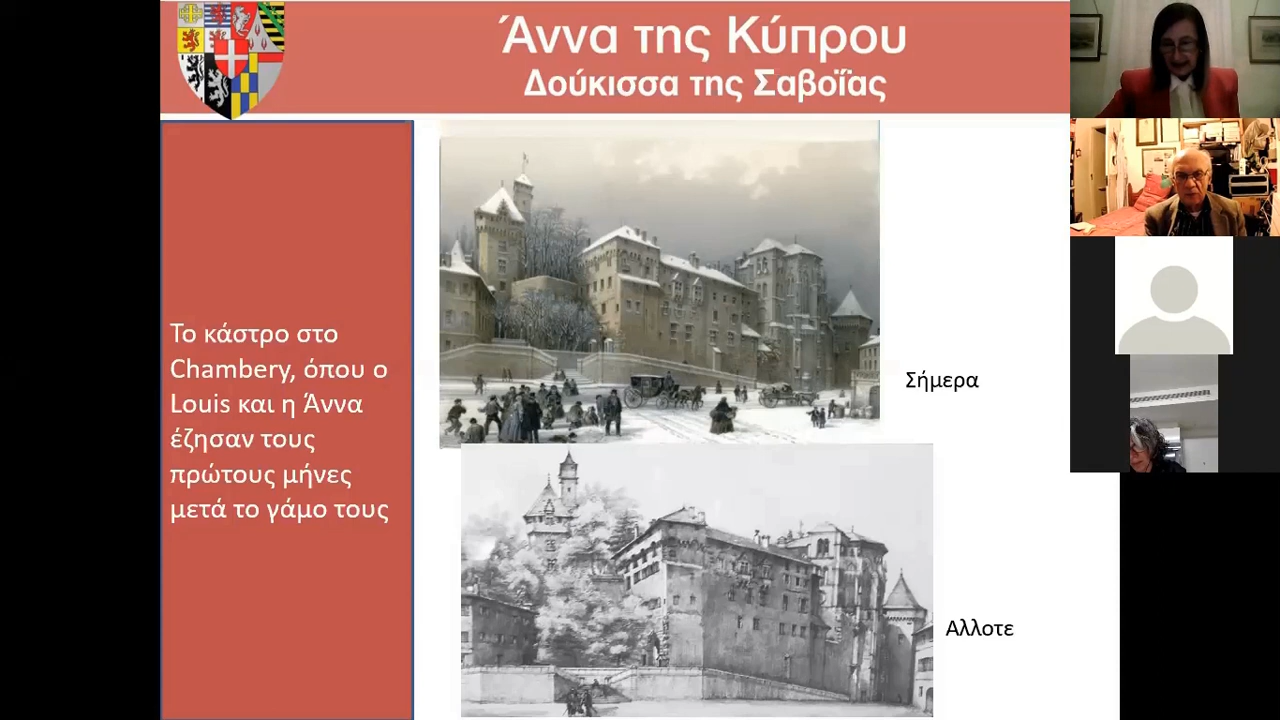 Άννα της Κύπρου
Δούκισσα της Σαβοΐας
Το κάστρο στο
Chambery, όπου ο
Louis και η Άννα
έζησαν τους
πρώτους μήνες
μετά το γάμο τους
Σήμερα
Αλλοτε